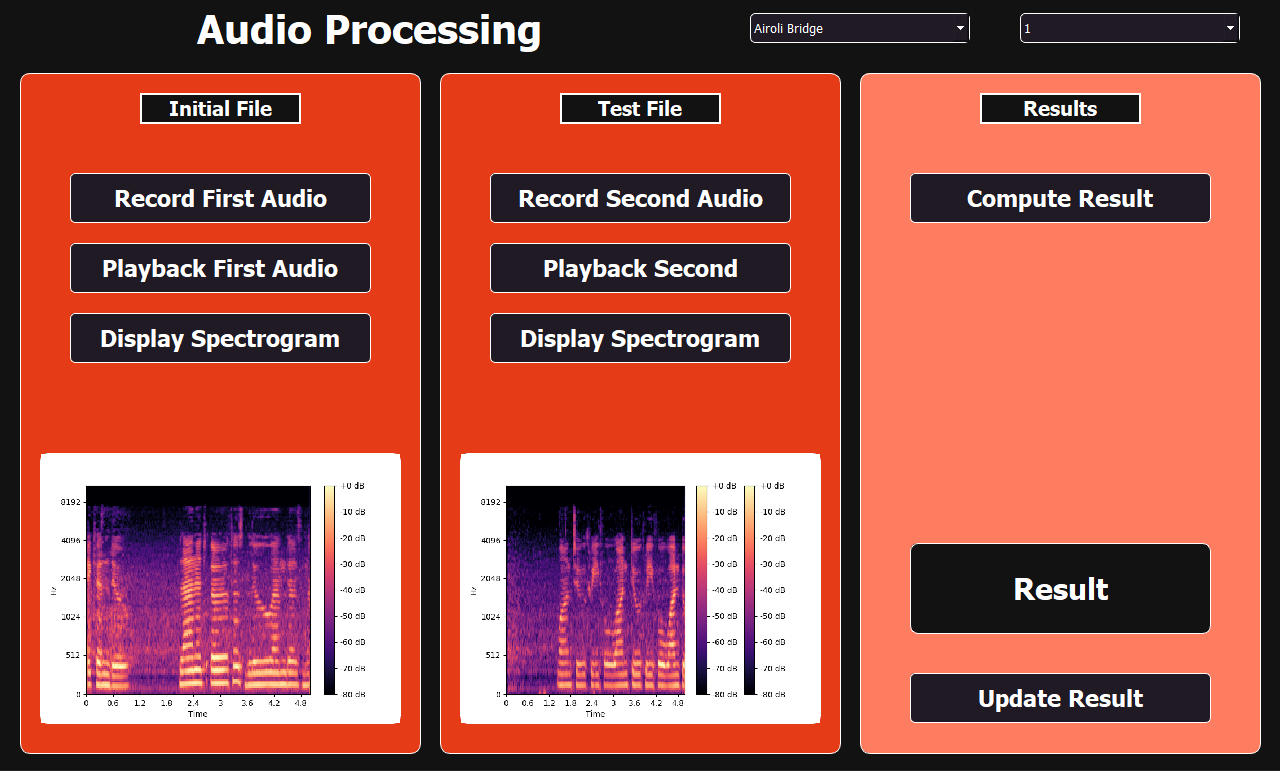 Audio Processing
Airoli Bridge
1
Initial File
Record First Audio
Playback First Audio
Display Spectrogram
+0 dB
-10 dB
-20 dB
-30 dB
-40 dB
-50 dB
-60 dB
-70 dB
-80 dB
8192
4096
2048
1024
512
0
Hz
0 0.6 1.2 1.8 2.4 3 3.6 4.2 4.8
Time
Test File
Record Second Audio
Playback Second
Display Spectrogram
+0 dB +0 dB
-10 dB -10 dB
-20 dB -20 dB
-30 dB -30 dB
-40 dB -40 dB
-50 dB -50 dB
-60 dB -60 dB
-70 dB -70 dB
-80 dB -80 dB
8192
4096
2048
1024
512
0
Hz
0 0.6 1.2 1.8 2.4 3 3.6 4.2 4.8
Time
Results
Compute Result
Result
Update Result